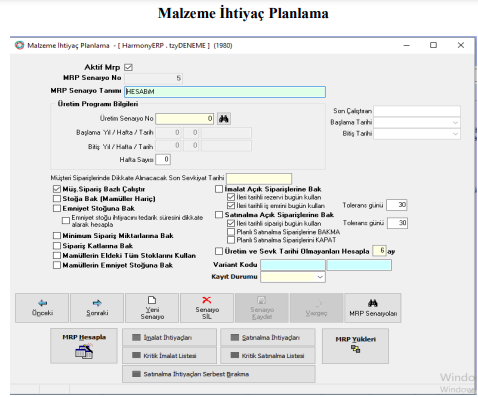 Malzeme İhtiyaç Planlama
Malzeme İhtiyaç Planlama - [ HarmonyERP . tzyDENEME ] (1980)
Aktif Mrp
MRP Senaryo No 5
MRP Senaryo Tanımı HESABıM
Üretim Programı Bilgileri
Üretim Senaryo No 0
Başlama Yıl / Hafta / Tarih 0 0
Bitiş Yıl / Hafta / Tarih 0 0
Hafta Sayısı 0
Son Çalıştıran
Başlama Tarihi
Bitiş Tarihi
Müşteri Siparişlerinde Dikkate Alınacak Son Sevkiyat Tarihi
Müş.Sipariş Bazlı Çalıştır
Stoğa Bak (Mamüller Hariç)
Emniyet Stoğuna Bak
Emniyet stoğu ihtiyacını tedarik süresini dikkate alarak hesapla
Minimum Sipariş Miktarlarına Bak
Sipariş Katlarına Bak
Mamüllerin Eldeki Tüm Stoklarını Kullan
Mamüllerin Emniyet Stoğuna Bak
İmalat Açık Siparişlerine Bak
İleri tarihli rezervi bugün kullan
İleri tarihli iş emrini bugün kullan
Tolerans günü 30
Satınalma Açık Siparişlerine Bak
İleri tarihli siparişi bugün kullan
Tolerans günü 30
Planlı Satınalma Siparişlerine BAKMA
Planlı Satınalma Siparişlerini KAPAT
Üretim ve Sevk Tarihi Olmayanları Hesapla 6 ay
Variant Kodu
Kayıt Durumu
Önceki
Sonraki
Yeni Senaryo
Senaryo SİL
Senaryo Kaydet
Vazgeç
MRP Senaryoları
MRP Hesapla
İmalat İhtiyaçları
Satınalma İhtiyaçları
Kritik İmalat Listesi
Kritik Satınalma Listesi
Satınalma İhtiyaçları Serbest Bırakma
MRP Yükleri
Windo
Windows